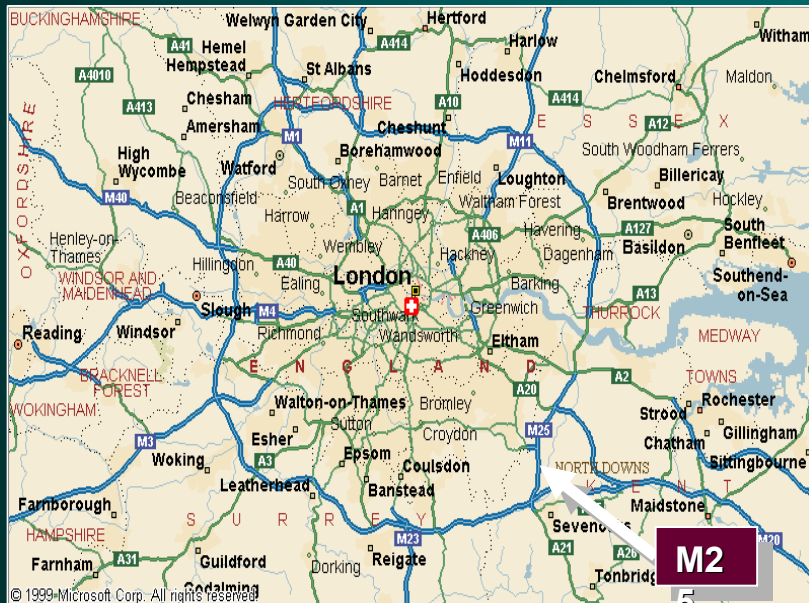 BUCKINGHAMSHIRE
Welwyn Garden City
Hertford
Witham
A41
Hemel
Hempstead
A414
Harlow
A4010
St Albans
Hoddesdon
Chelmsford
Maldon
A413
Chesham
HERTFORDSHIRE
A10
A414
Amersham
Cheshunt
A12
ESSEX
M1
M11
High
Wycombe
Watford
Borehamwood
South Woodham Ferrers
OXFORDSHIRE
South Oxhey
Barnet
Enfield
Loughton
Billericay
M40
Beaconsfield
Harrow
A1
Haringey
Waltham Forest
Brentwood
Hockley
Henley-on-
Thames
Wembley
A406
Havering
A127
South
Benfleet
Hillingdon
A40
Hackney
Dagenham
Basildon
WINDSOR AND
MAIDENHEAD
London
Ealing
Barking
Southend-
on-Sea
A13
Slough
M4
Southwark
Greenwich
THURROCK
Reading
Windsor
Richmond
Wandsworth
Eltham
MEDWAY
TOWNS
BRACKNELL
FOREST
ENGLAND
A2
WOKINGHAM
Walton-on-Thames
Bromley
A20
Rochester
Strood
Sutton
Croydon
M25
Gillingham
M3
Esher
Chatham
Woking
A3
Epsom
Coulsdon
NORTH DOWNS
Sittingbourne
Leatherhead
Banstead
KENT
Farnborough
SURREY
Maidstone
HAMPSHIRE
M23
Sevenoaks
M20
A31
Guildford
Reigate
A21
A26
Farnham
Dorking
Tonbridge
Godalming
M2
5
© 1999 Microsoft Corp. All rights reserved.